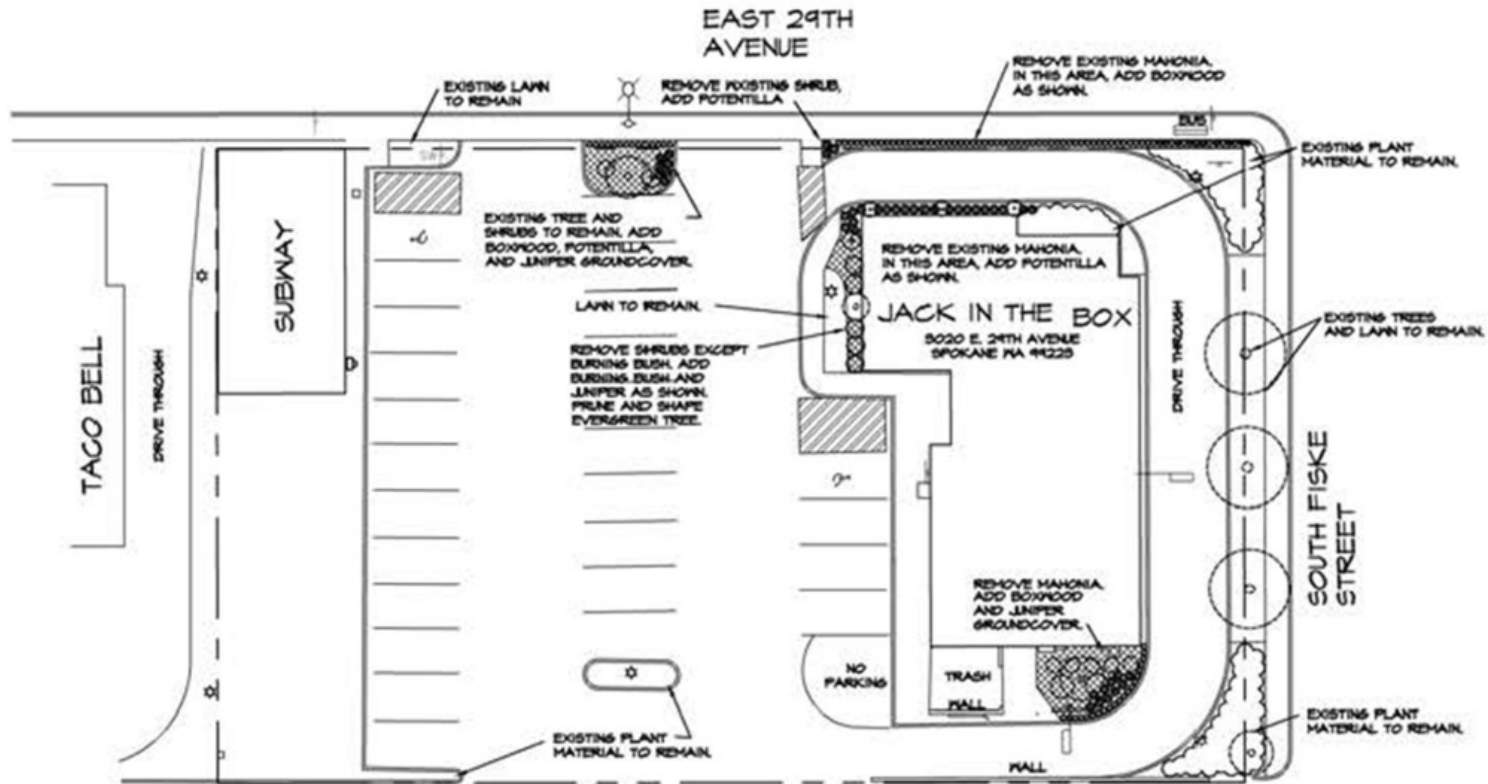 EAST 29TH
AVENUE
EXISTING LAWN
TO REMAIN
REMOVE WXISTING SHRUB,
ADD POTENTILLA
REMOVE EXISTING MAHONIA
IN THIS AREA, ADD BOXWOOD
AS SHOWN.
BUS
EXISTING PLANT
MATERIAL TO REMAIN.
EXISTING TREE AND
SHRUBS TO REMAIN. ADD
BOXWOOD, POTENTILLA,
AND JUNIPER GROUNDCOVER.
REMOVE EXISTING MAHONIA
IN THIS AREA, ADD POTENTILLA
AS SHOWN.
SUBWAY
LAWN TO REMAIN.
JACK IN THE BOX
3020 E. 29TH AVENUE
SPOKANE WA 99223
EXISTING TREES
AND LAWN TO REMAIN.
REMOVE SHRUBS EXCEPT
BURNING BUSH. ADD
BURNING BUSH AND
JUNIPER AS SHOWN.
PRUNE AND SHAPE
EVERGREEN TREE.
TACO BELL
DRIVE THROUGH
DRIVE THROUGH
SOUTH FISKE
STREET
REMOVE MAHONIA.
ADD BOXWOOD
AND JUNIPER
GROUNDCOVER.
NO
PARKING
TRASH
WALL
EXISTING PLANT
MATERIAL TO REMAIN.
EXISTING PLANT
MATERIAL TO REMAIN.
WALL